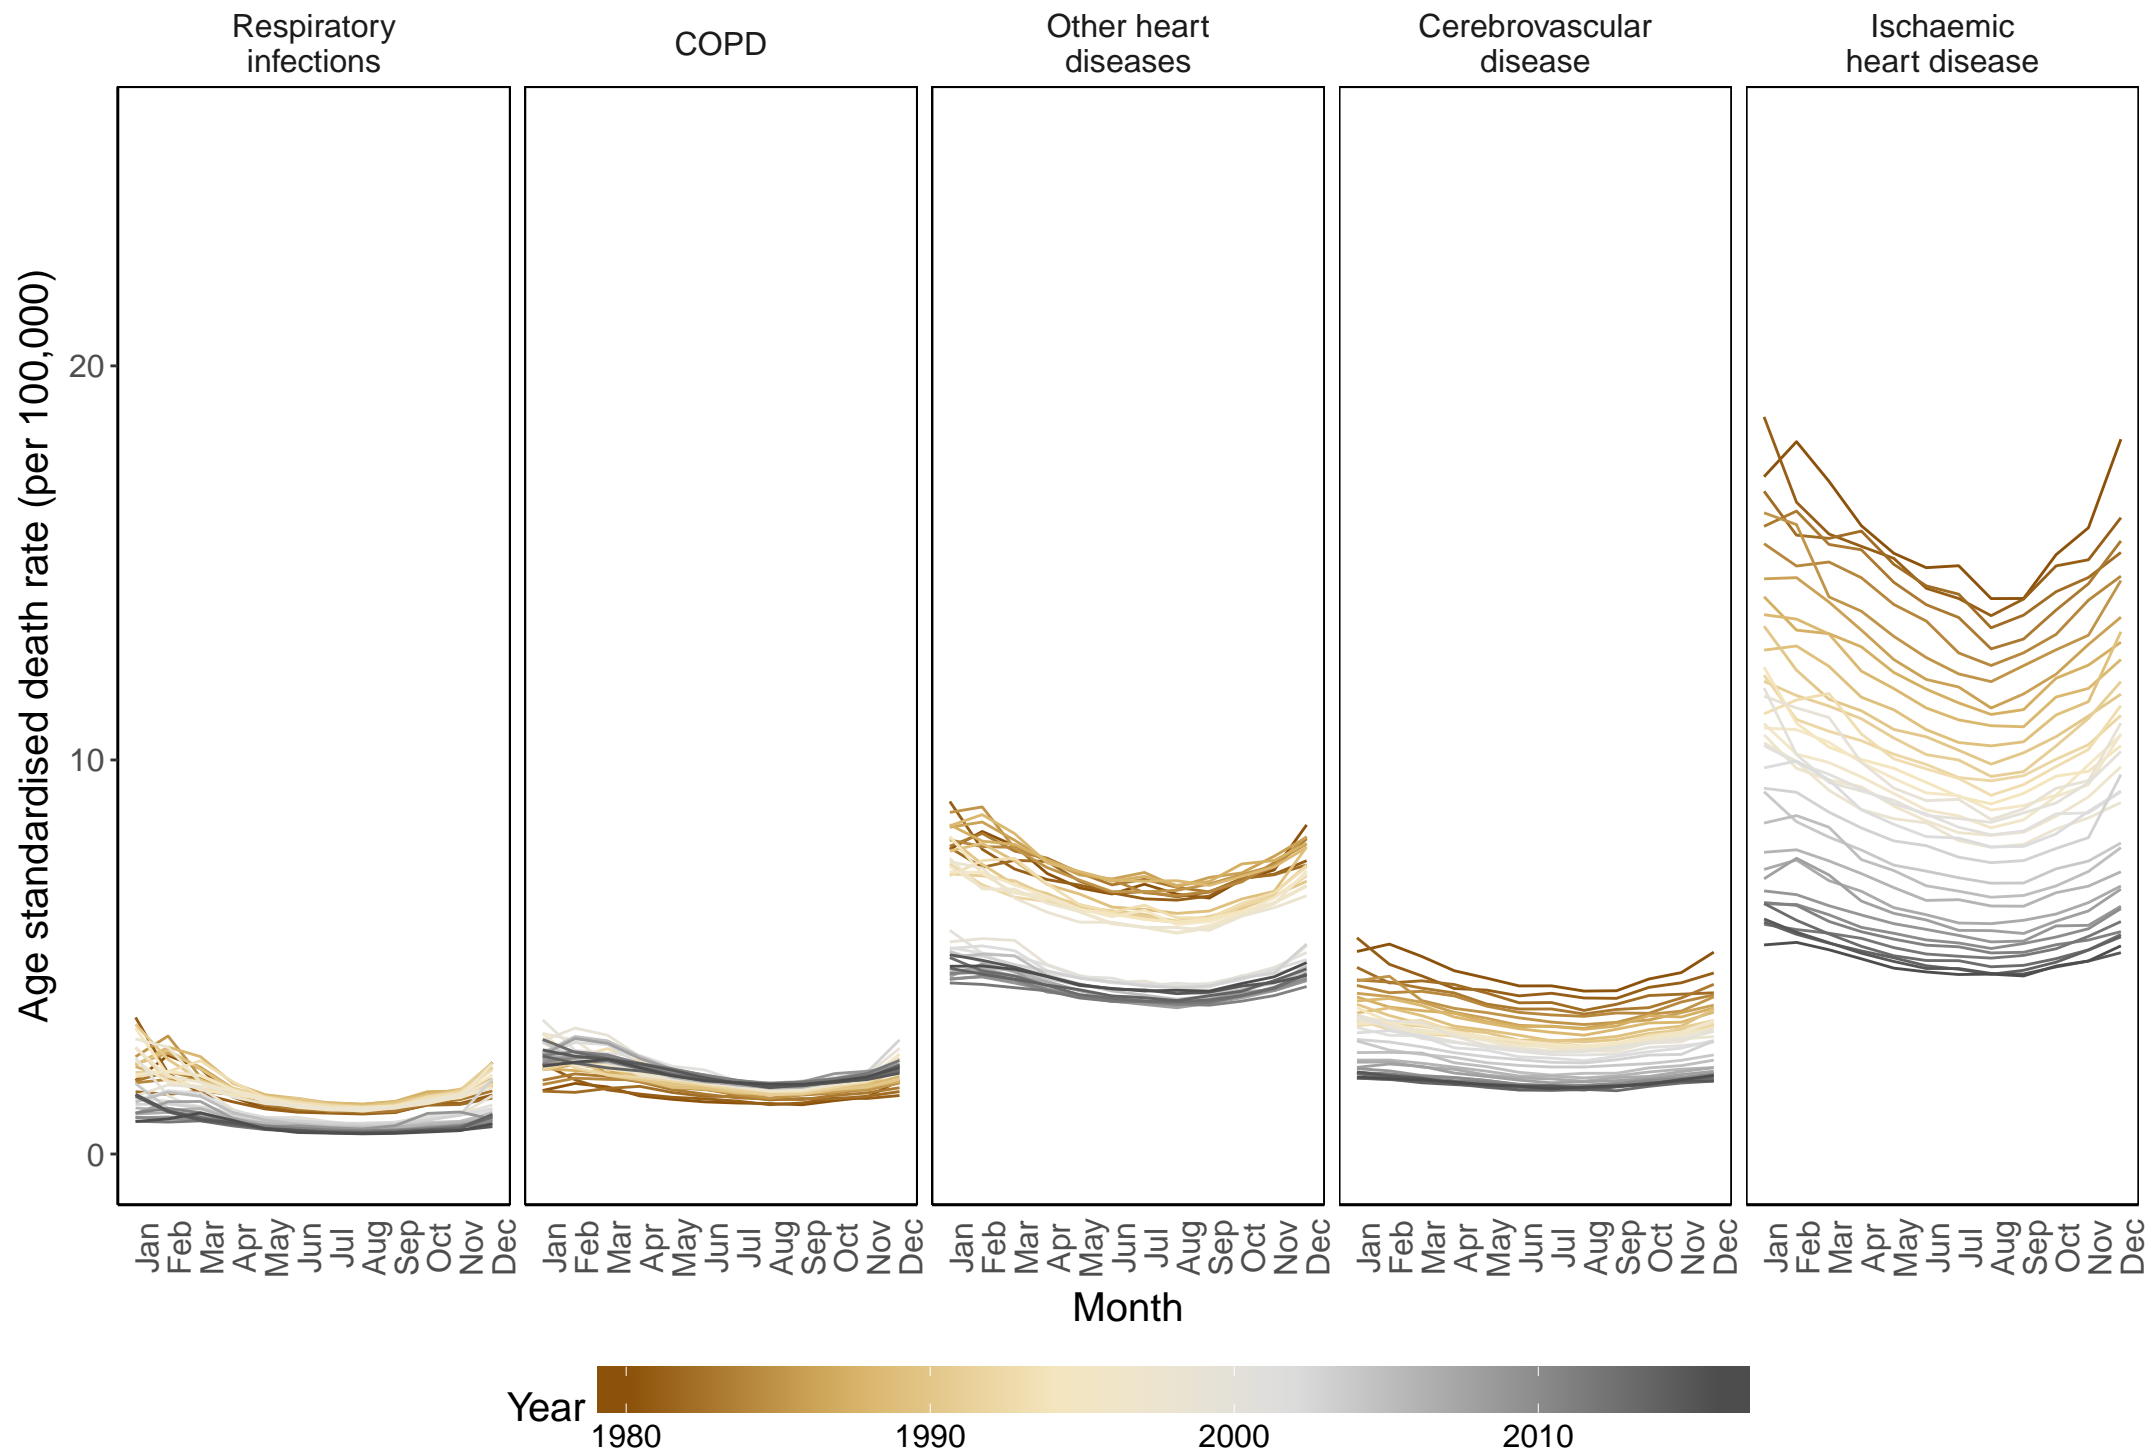 Respiratory
infections
COPD
Other heart
diseases
Cerebrovascular
disease
Ischaemic
heart disease
Age standardised death rate (per 100,000)
20
10
0
Jan Feb Mar Apr May Jun Jul Aug Sep Oct Nov Dec
Jan Feb Mar Apr May Jun Jul Aug Sep Oct Nov Dec
Jan Feb Mar Apr May Jun Jul Aug Sep Oct Nov Dec
Jan Feb Mar Apr May Jun Jul Aug Sep Oct Nov Dec
Jan Feb Mar Apr May Jun Jul Aug Sep Oct Nov Dec
Month
Year
1980 1990 2000 2010